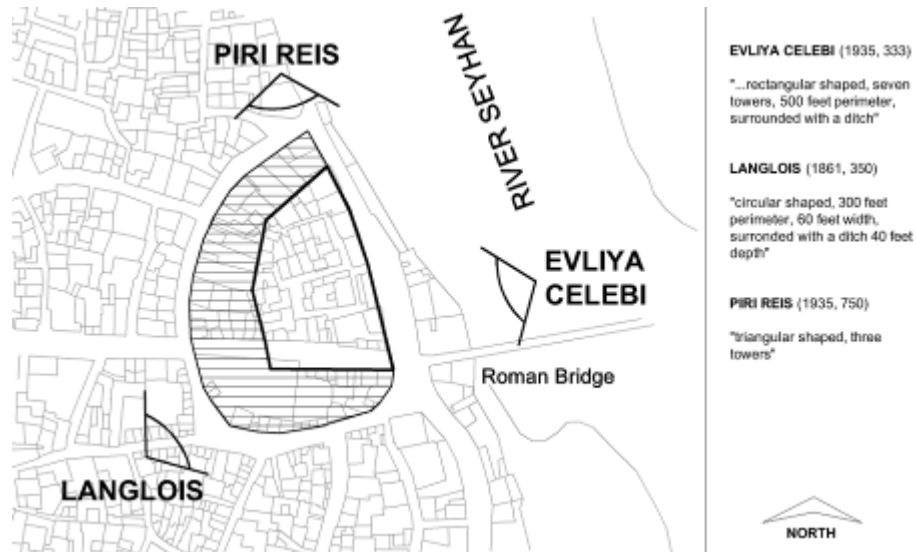 PIRI REIS
RIVER SEYHAN
EVLIYA
CELEBI
Roman Bridge
LANGLOIS
EVLIYA CELEBI (1935, 333)
"...rectangular shaped, seven
towers, 500 feet perimeter,
surrounded with a ditch"
LANGLOIS (1861, 350)
"circular shaped, 300 feet
perimeter, 60 feet width,
surronded with a ditch 40 feet
depth"
PIRI REIS (1935, 750)
"triangular shaped, three
towers"
NORTH